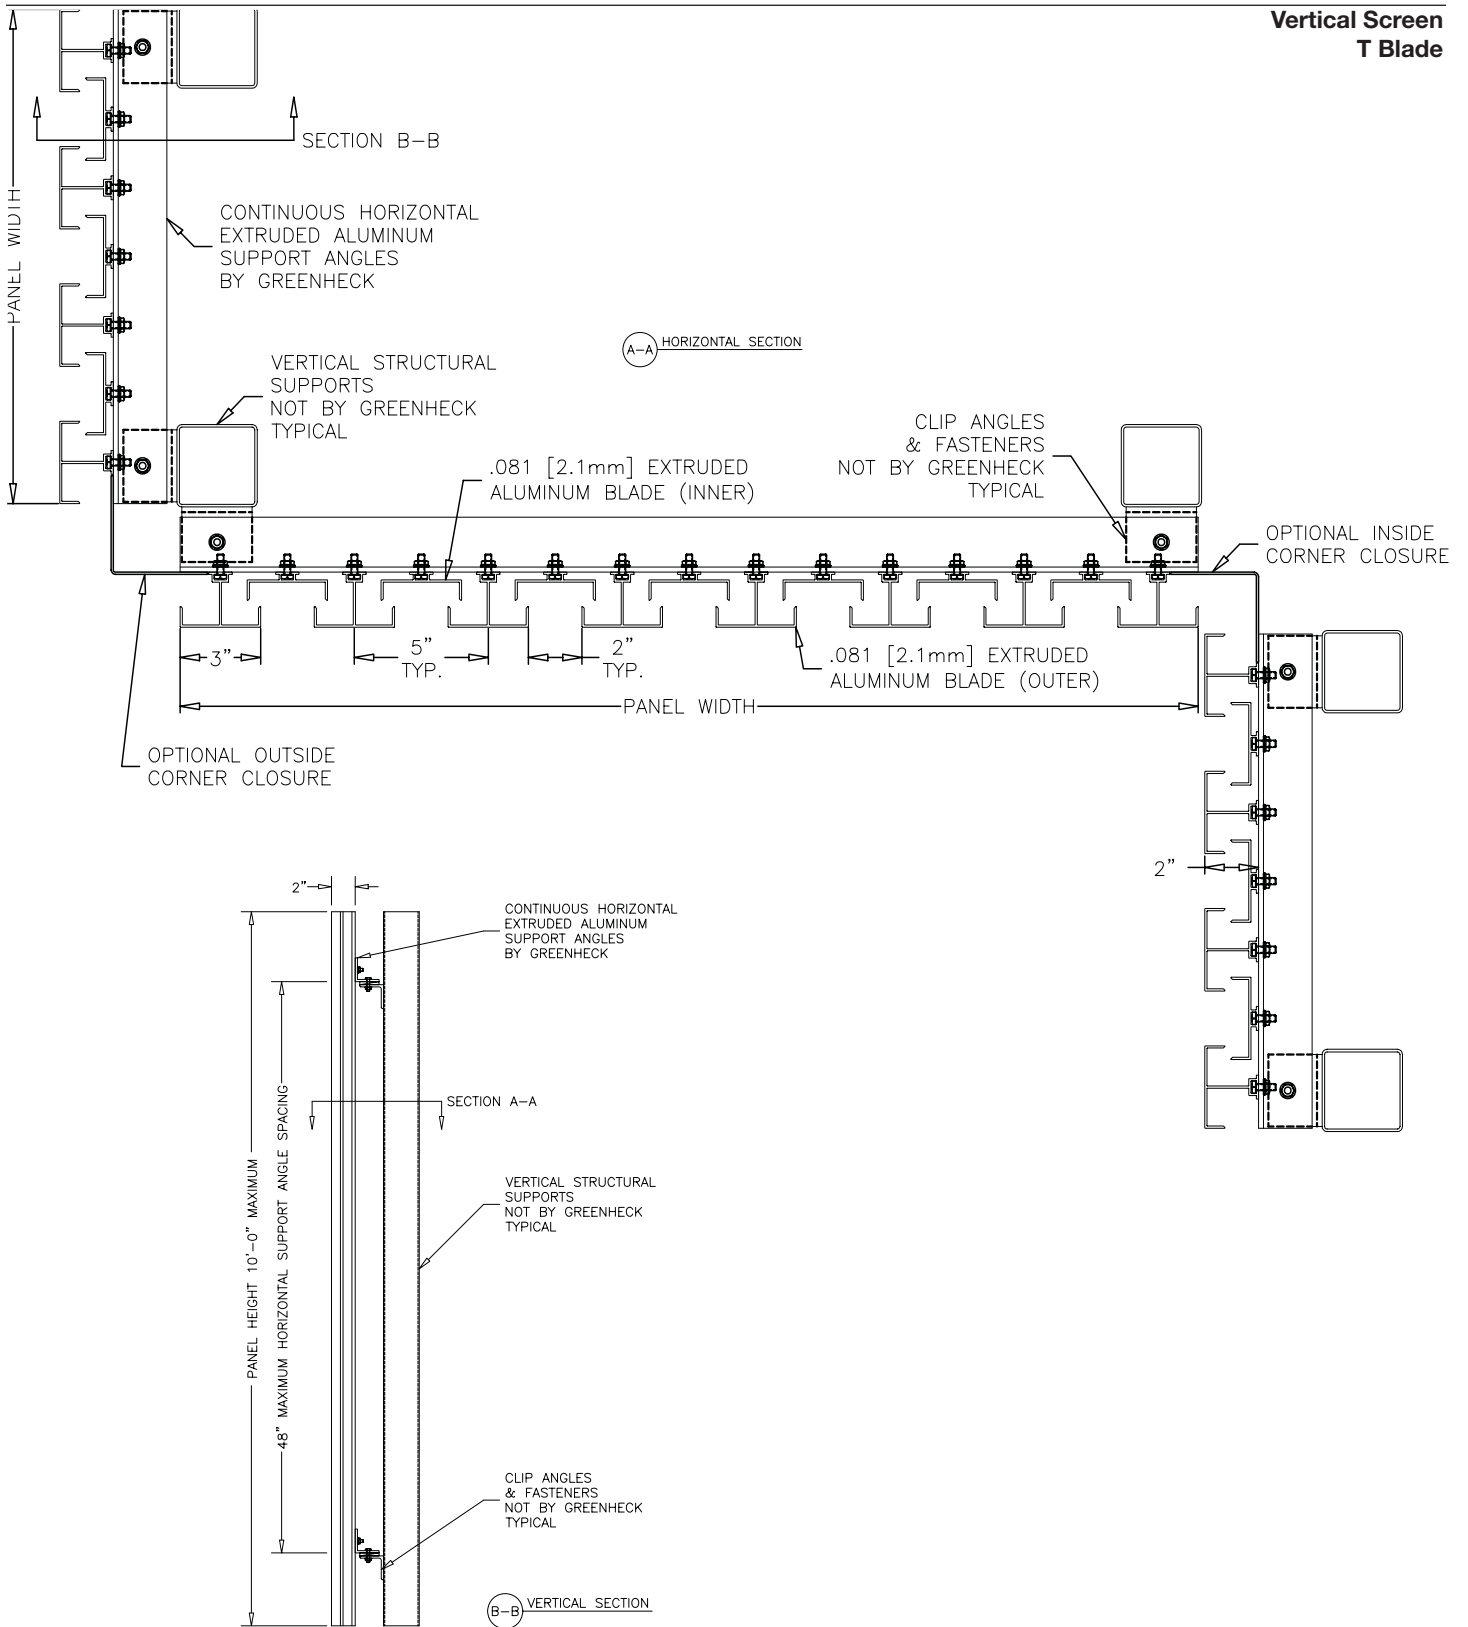 Vertical Screen
T Blade
SECTION B-B
PANEL WIDTH
CONTINUOUS HORIZONTAL
EXTRUDED ALUMINUM
SUPPORT ANGLES
BY GREENHECK
A-A HORIZONTAL SECTION
VERTICAL STRUCTURAL
SUPPORTS
NOT BY GREENHECK
TYPICAL
CLIP ANGLES
& FASTENERS
NOT BY GREENHECK
TYPICAL
.081 [2.1mm] EXTRUDED
ALUMINUM BLADE (INNER)
OPTIONAL INSIDE
CORNER CLOSURE
3"
5"
TYP.
2"
TYP.
.081 [2.1mm] EXTRUDED
ALUMINUM BLADE (OUTER)
PANEL WIDTH
OPTIONAL OUTSIDE
CORNER CLOSURE
2"
2"
CONTINUOUS HORIZONTAL
EXTRUDED ALUMINUM
SUPPORT ANGLES
BY GREENHECK
SECTION A-A
PANEL HEIGHT 10'-0" MAXIMUM
48" MAXIMUM HORIZONTAL SUPPORT ANGLE SPACING
VERTICAL STRUCTURAL
SUPPORTS
NOT BY GREENHECK
TYPICAL
CLIP ANGLES
& FASTENERS
NOT BY GREENHECK
TYPICAL
B-B VERTICAL SECTION